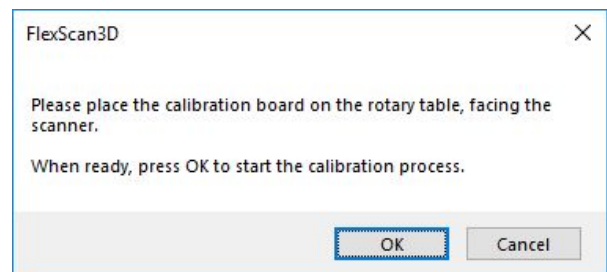 FlexScan3D
Please place the calibration board on the rotary table, facing the
scanner.
When ready, press OK to start the calibration process.
OK
Cancel